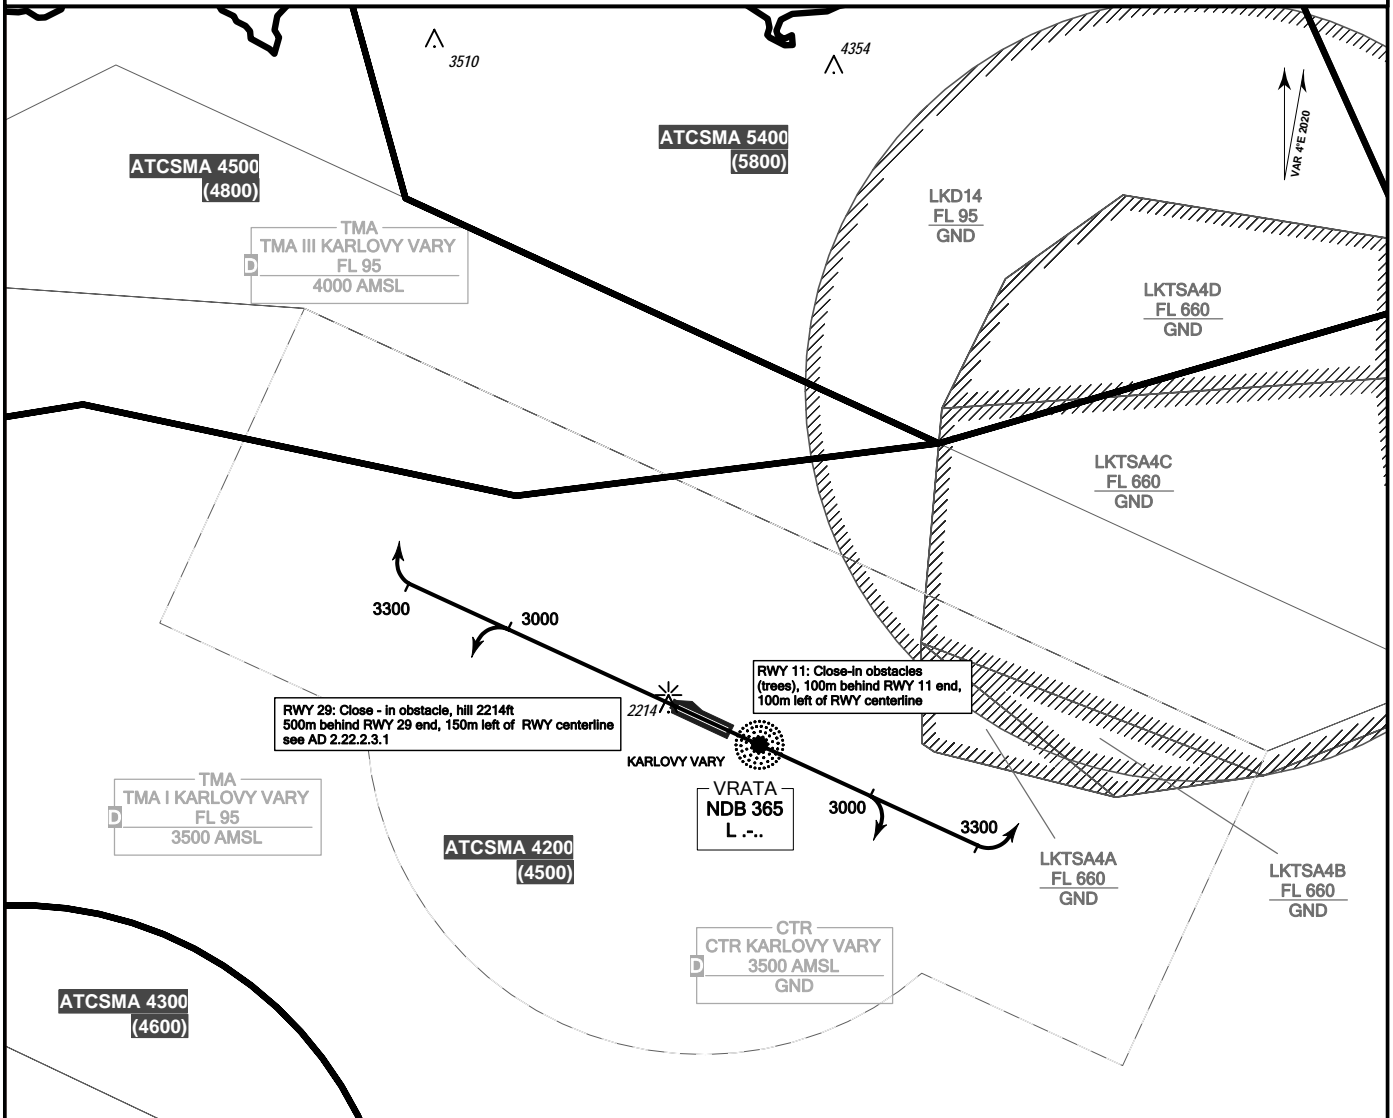 3510
4354
ATCSMA 5400
(5800)
ATCSMA 4500
(4800)
VAR 4°E 2020
LKD14
FL 95
GND
TMA
TMA III KARLOVY VARY
FL 95
4000 AMSL
D
LKTSA4D
FL 660
GND
LKTSA4C
FL 660
GND
3300
3000
RWY 11: Close-in obstacles
(trees), 100m behind RWY 11 end,
100m left of RWY centerline
RWY 29: Close - in obstacle, hill 2214ft
500m behind RWY 29 end, 150m left of RWY centerline
see AD 2.22.2.3.1
2214
KARLOVY VARY
VRATA
NDB 365
L .-..
3000
3300
TMA
TMA I KARLOVY VARY
FL 95
3500 AMSL
D
ATCSMA 4200
(4500)
LKTSA4A
FL 660
GND
LKTSA4B
FL 660
GND
CTR
CTR KARLOVY VARY
3500 AMSL
GND
D
ATCSMA 4300
(4600)